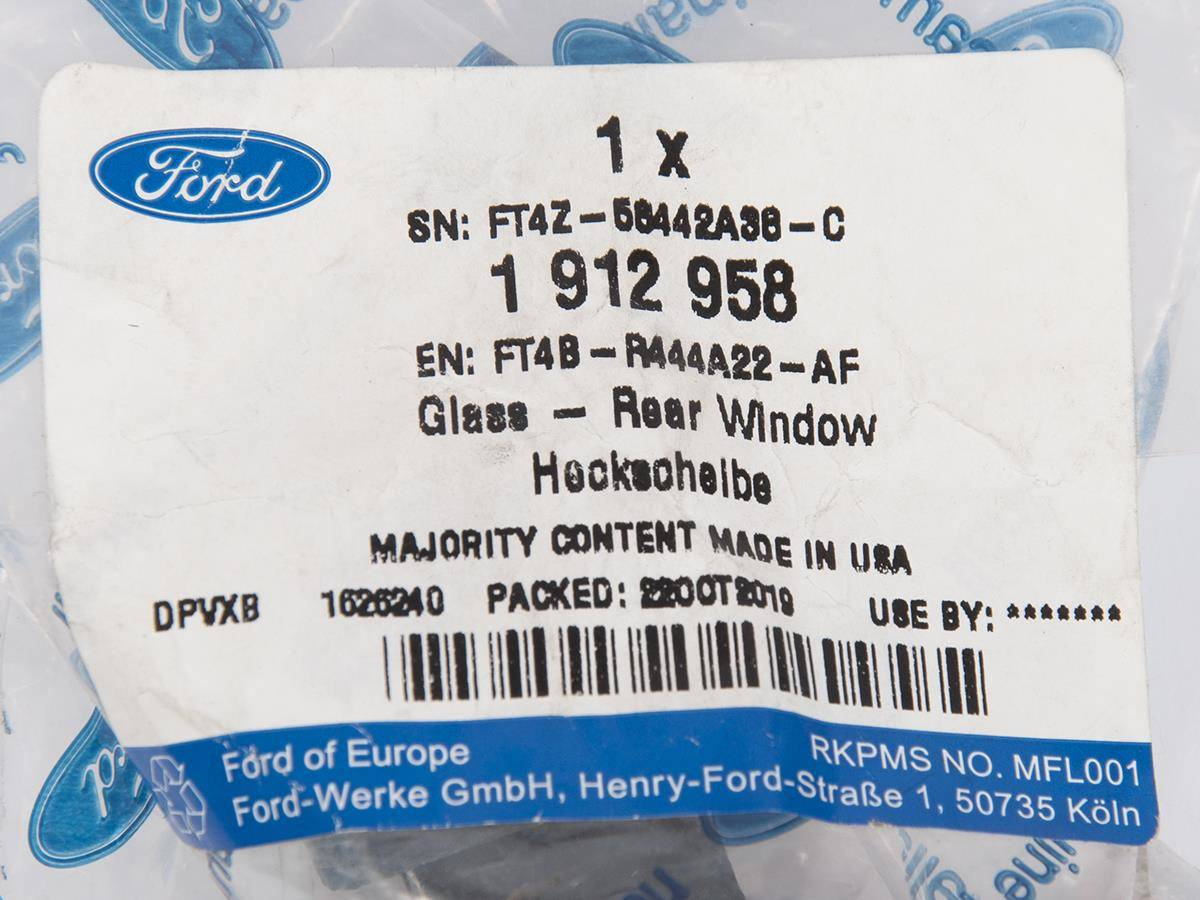 Ford
1 x
SN: FT4Z-58442A38-C
1 912 958
EN: FT4B-R444A22-AF
Glass - Rear Window
Heckscheibe
MAJORITY CONTENT MADE IN USA
DPVXB 1626240 PACKED: 22OCT2019 USE BY: *******
Ford of Europe RKPMS NO. MFL001
Ford-Werke GmbH, Henry-Ford-Straße 1, 50735 Köln